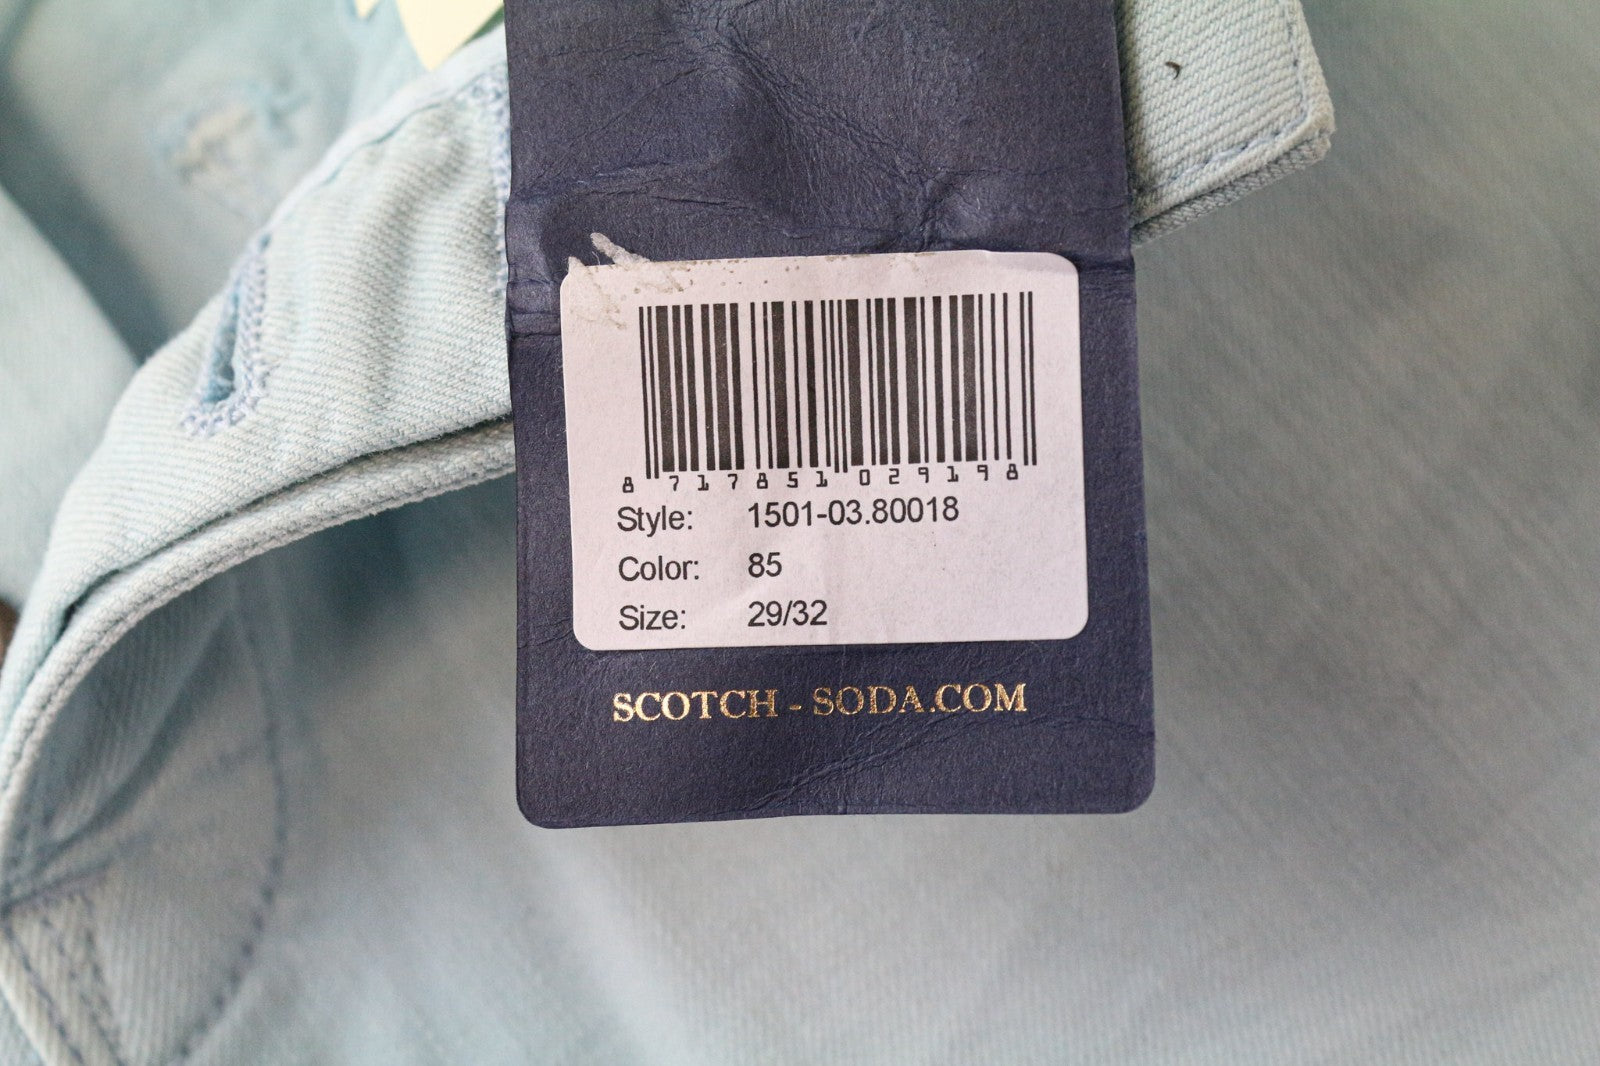 8 717851 029198
Style: 1501-03.80018
Color: 85
Size: 29/32
SCOTCH - SODA.COM